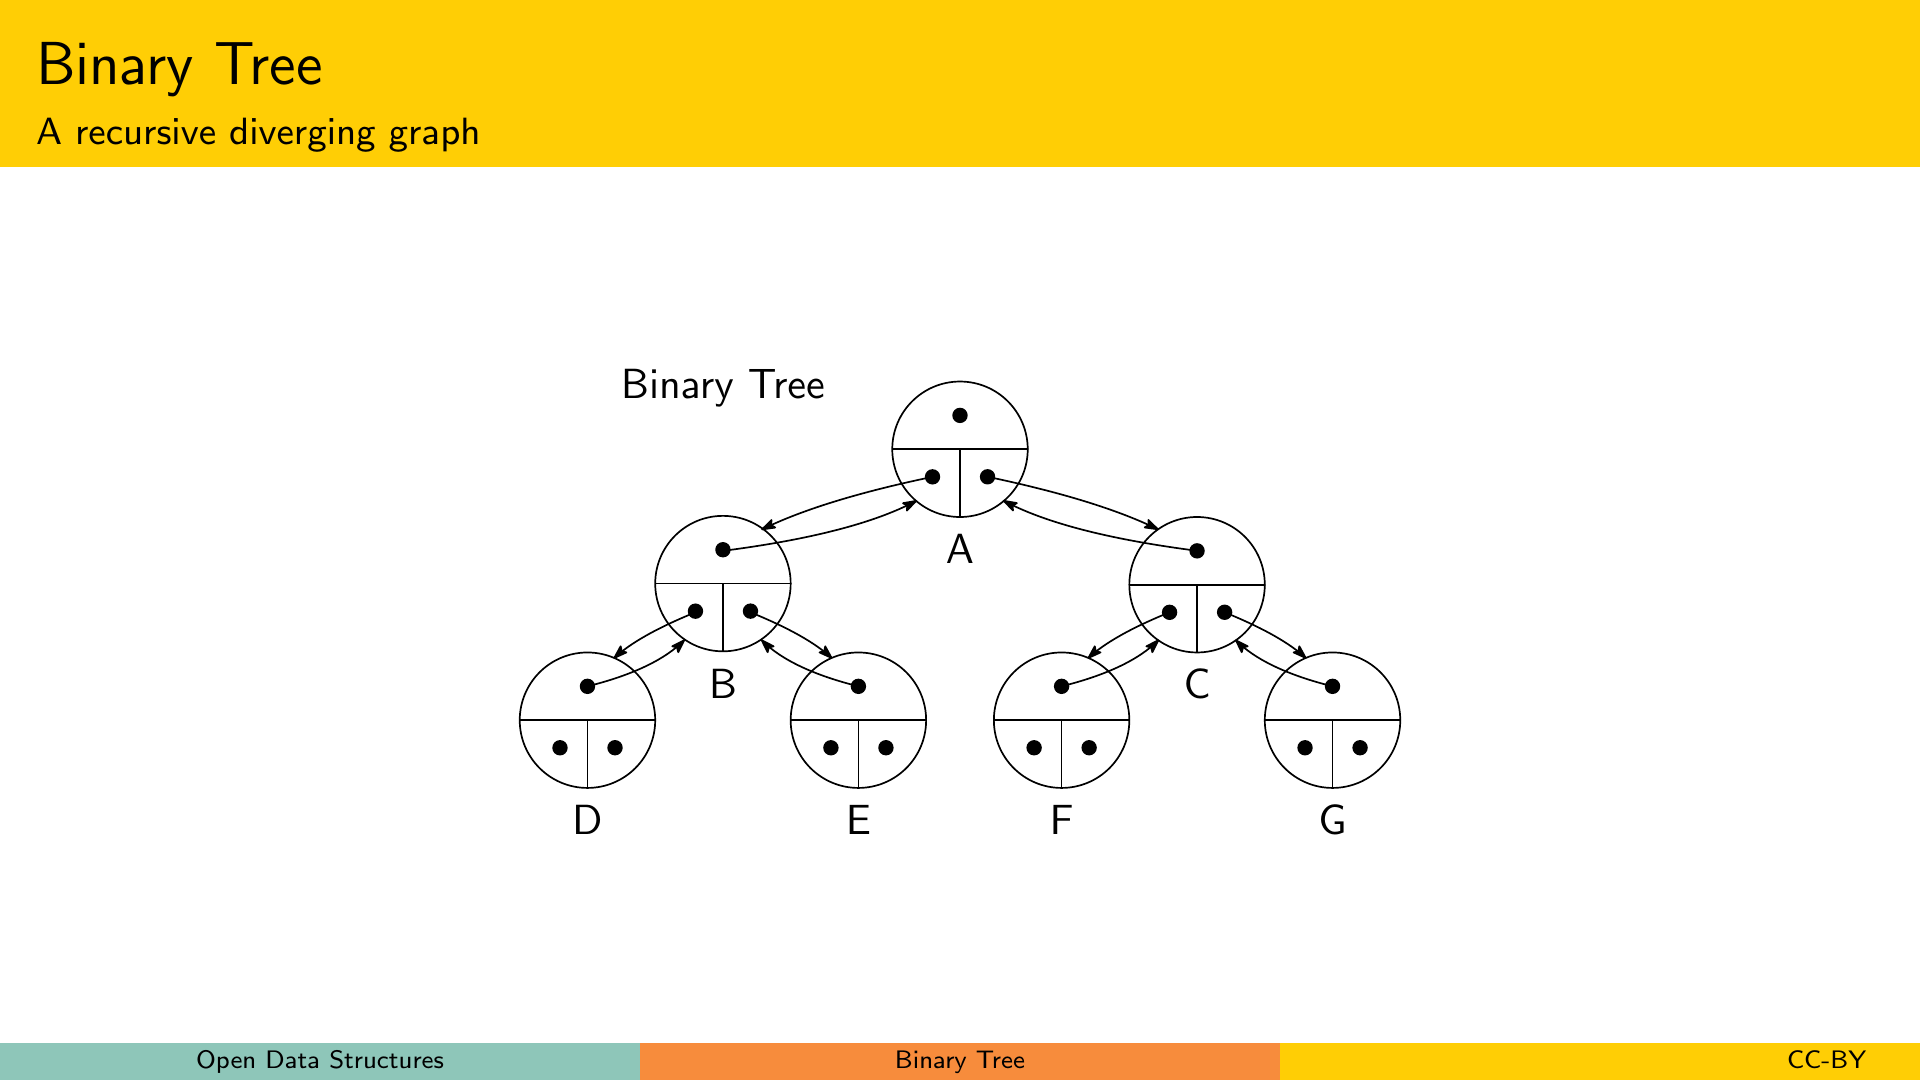 Binary Tree
A recursive diverging graph
Binary Tree
A
B
C
D
E
F
G
Open Data Structures
Binary Tree
CC-BY